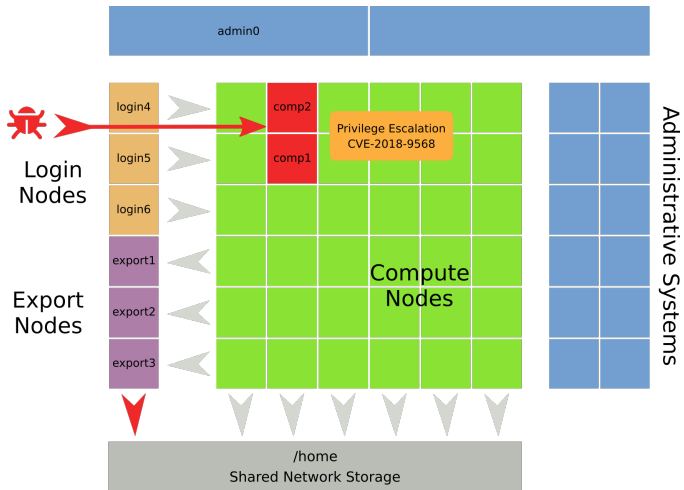 admin0
login4
comp2
Privilege Escalation
CVE-2018-9568
login5
comp1
Login
Nodes
login6
export1
Compute
Nodes
Export
Nodes
export2
export3
Administrative Systems
/home
Shared Network Storage